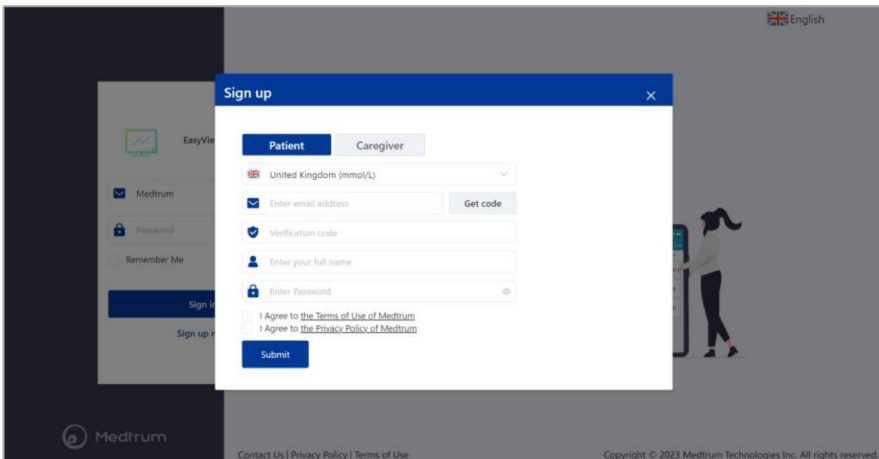 English
Sign up
Patient
Caregiver
United Kingdom (mmol/L)
Enter email address
Get code
Verification code
Enter your full name
Enter Password
I Agree to the Terms of Use of Medtrum
I Agree to the Privacy Policy of Medtrum
Submit
EasyVie
Medtrum
Password
Remember Me
Sign i
Sign up
Medtrum
Contact Us | Privacy Policy | Terms of Use
Copyright © 2023 Medtrum Technologies Inc. All rights reserved.